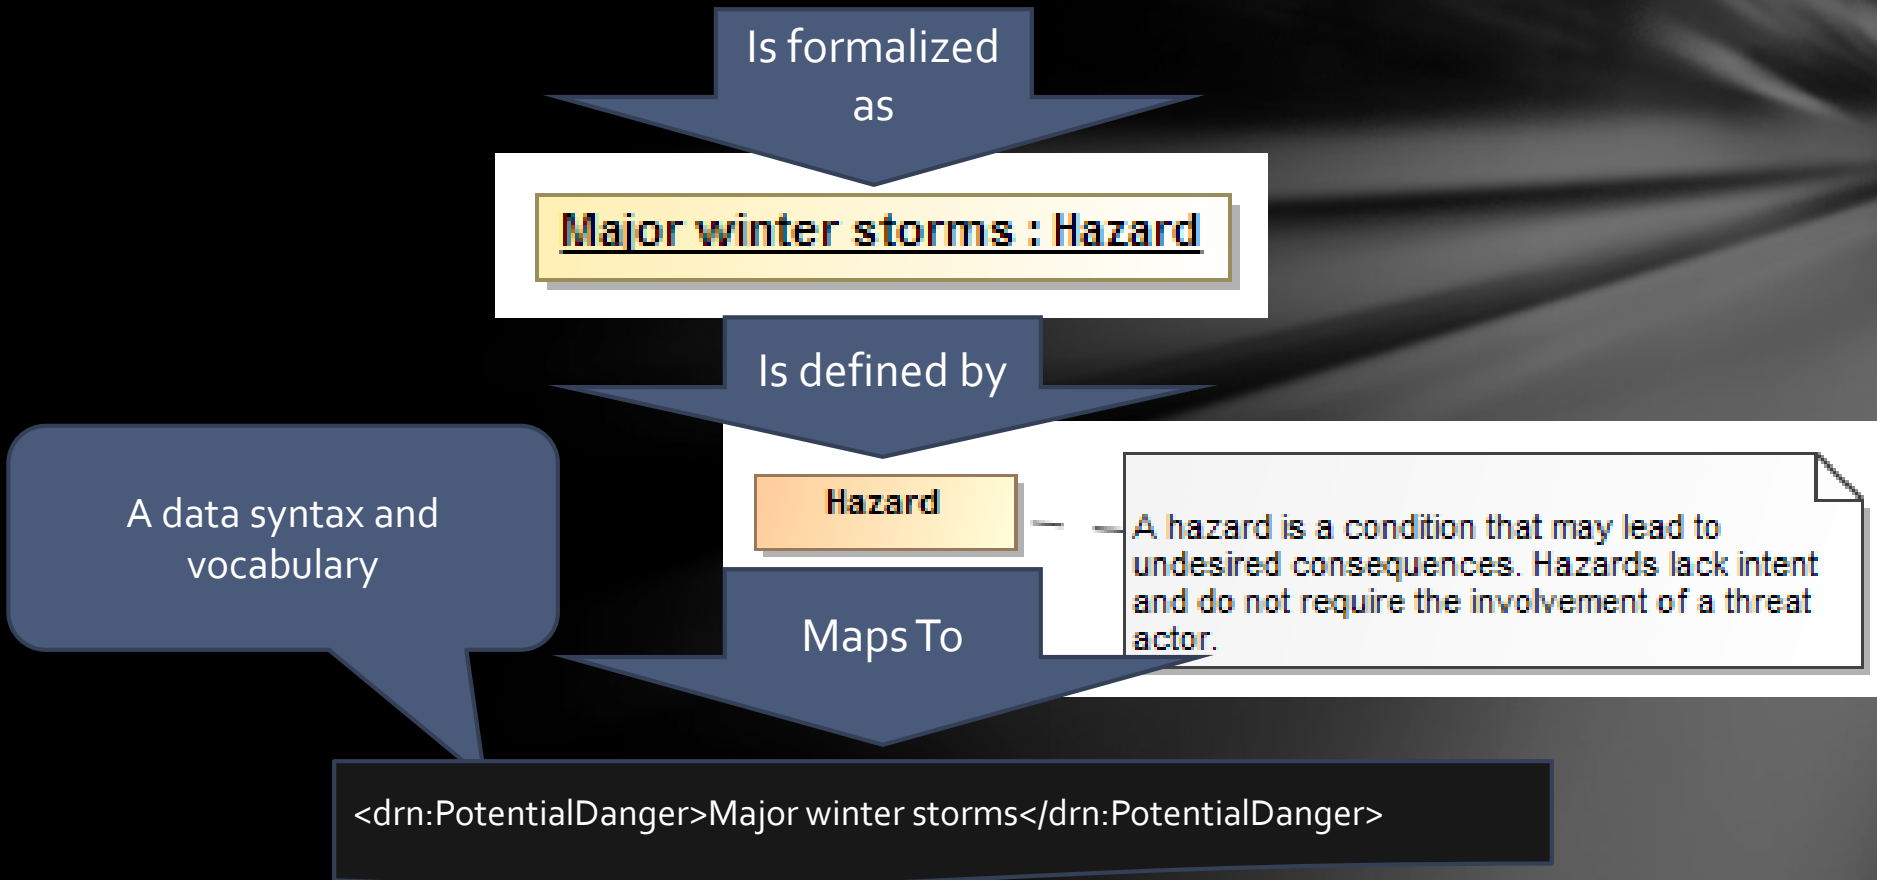 Is formalized
as
Major winter storms : Hazard
Is defined by
A data syntax and
vocabulary
Hazard
A hazard is a condition that may lead to
undesired consequences. Hazards lack intent
and do not require the involvement of a threat
actor.
Maps To
<drn:PotentialDanger>Major winter storms</drn:PotentialDanger>